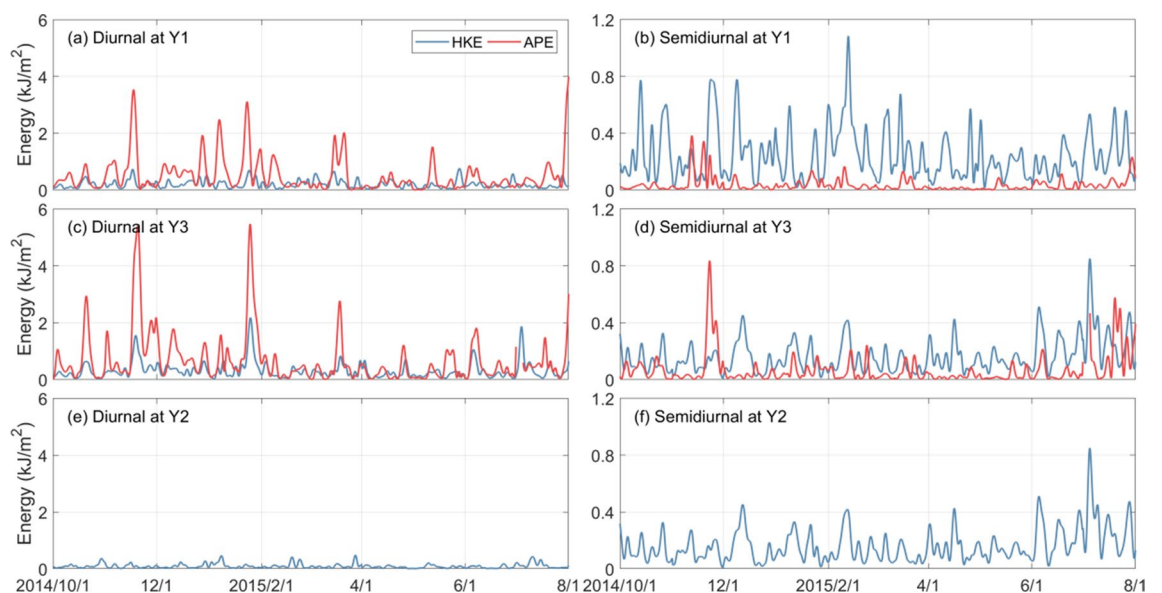 6 1.2
(a) Diurnal at Y1 HKE APE (b) Semidiurnal at Y1
Energy (kJ/m²)
4 0.8
2 0.4
0 0
6 1.2
(c) Diurnal at Y3 (d) Semidiurnal at Y3
Energy (kJ/m²)
4 0.8
2 0.4
0 0
6 1.2
(e) Diurnal at Y2 (f) Semidiurnal at Y2
Energy (kJ/m²)
4 0.8
2 0.4
0 0
2014/10/1 12/1 2015/2/1 4/1 6/1 8/1 2014/10/1 12/1 2015/2/1 4/1 6/1 8/1